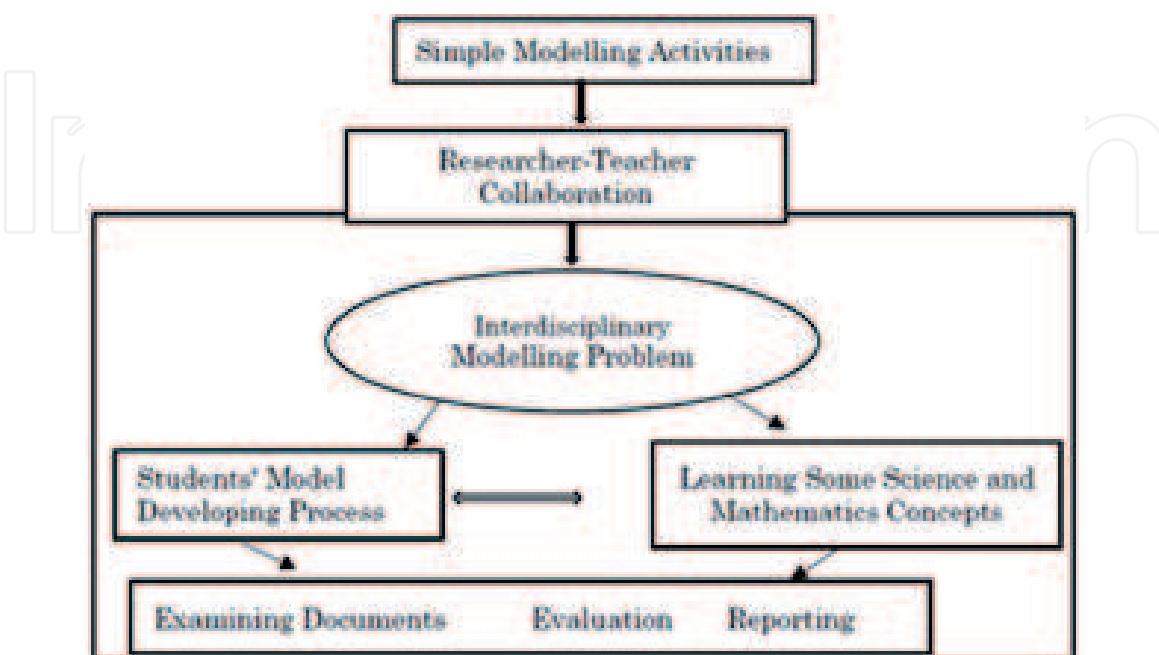 Simple Modelling Activities
Researcher-Teacher
Collaboration
Interdisciplinary
Modelling Problem
Students' Model
Developing Process
Learning Some Science and
Mathematics Concepts
Examining Documents Evaluation Reporting